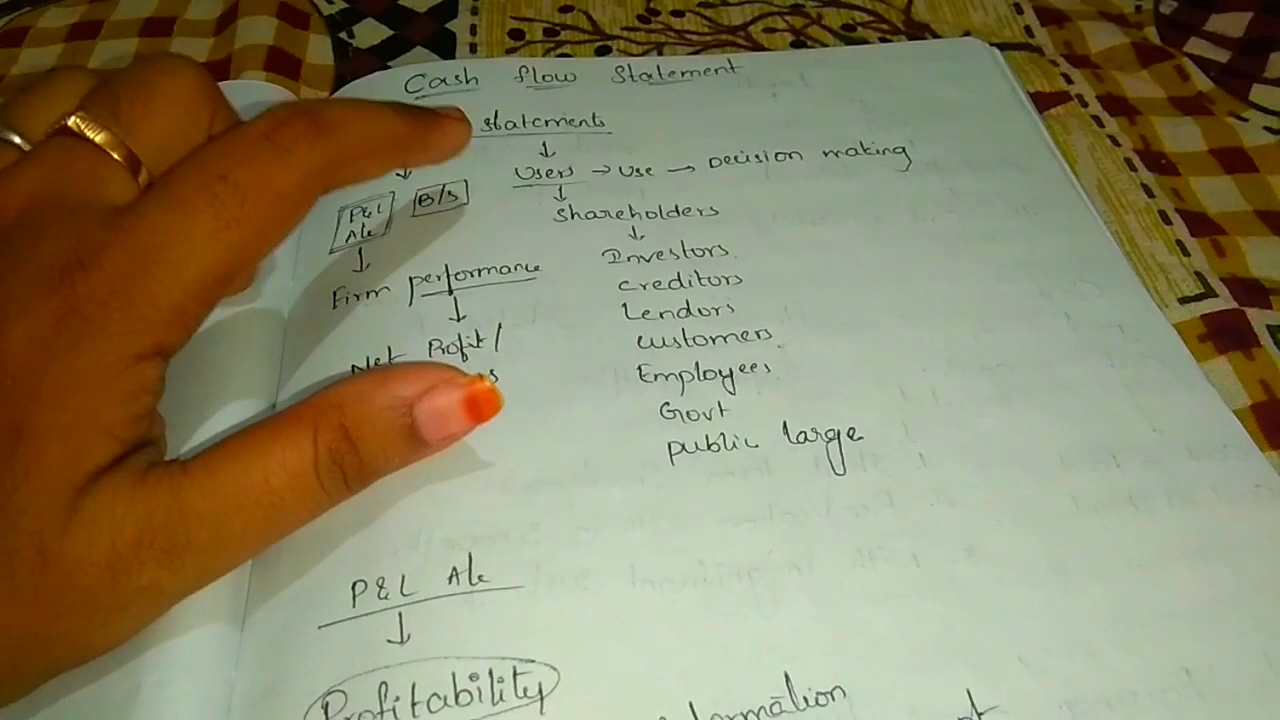 Cash flow Statement
statements
Users → Use → Decision making
P&L
A/c
B/s
Shareholders
Firm performance
Investors
creditors
Lendors
customers
Employees
Govt
public large
Net Profit/
P&L A/c
Profitability